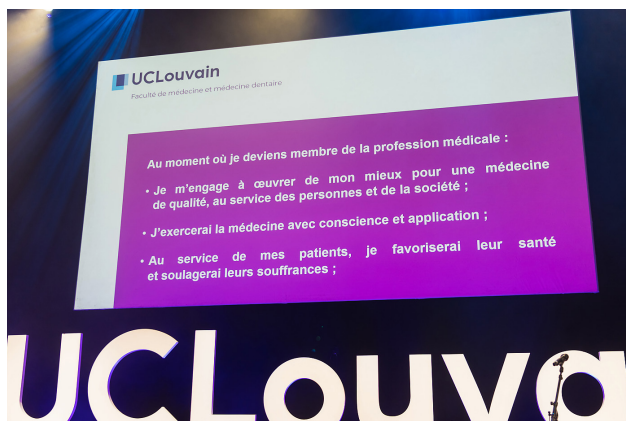 UCLouvain
Faculté de médecine et médecine dentaire
Au moment où je deviens membre de la profession médicale :
• Je m’engage à œuvrer de mon mieux pour une médecine
de qualité, au service des personnes et de la société ;
• J’exercerai la médecine avec conscience et application ;
• Au service de mes patients, je favoriserai leur santé
et soulagerai leurs souffrances ;
UCLouva